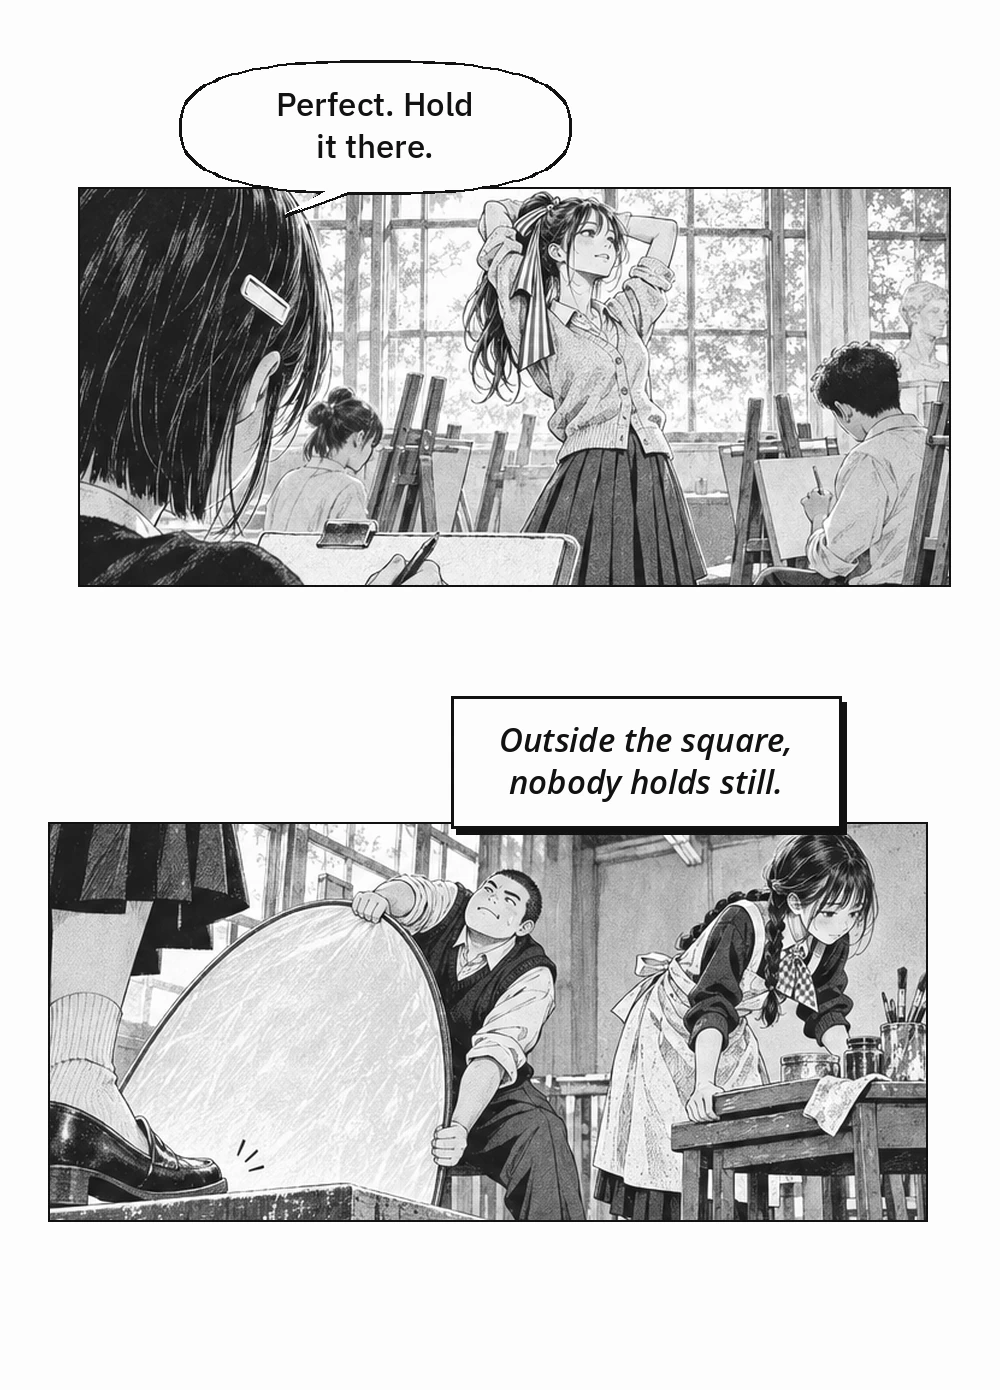 Perfect. Hold
it there.
Outside the square,
nobody holds still.